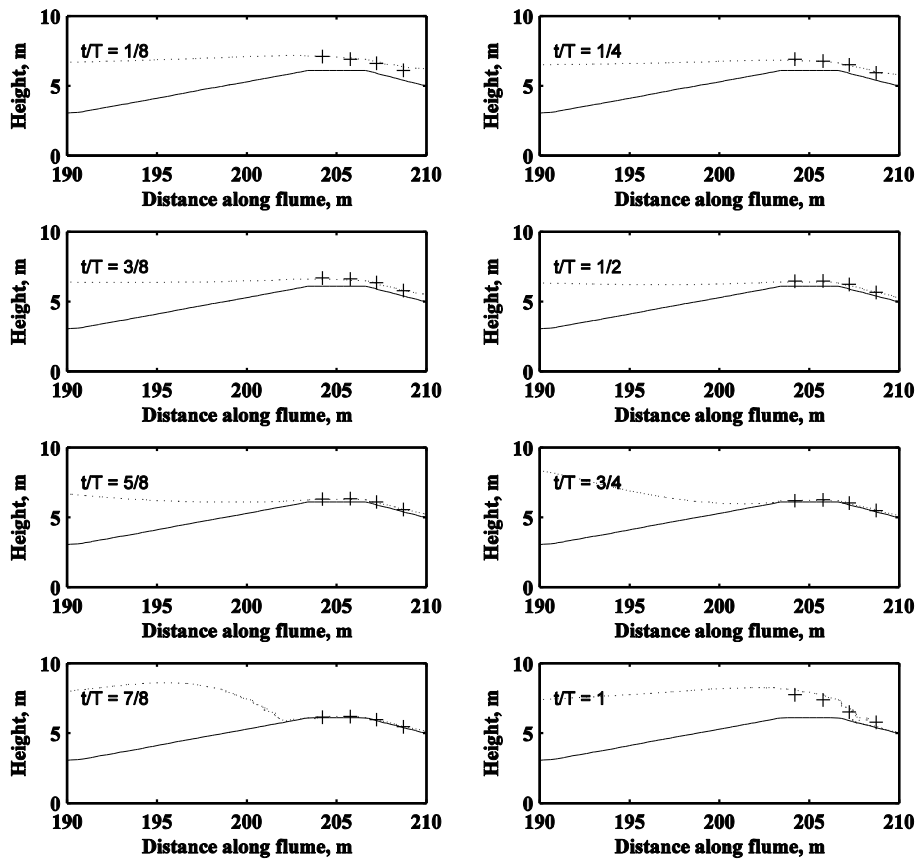 10
t/T = 1/8
5
0
Height, m
190 195 200 205 210
Distance along flume, m
10
t/T = 1/4
5
0
Height, m
190 195 200 205 210
Distance along flume, m
10
t/T = 3/8
5
0
Height, m
190 195 200 205 210
Distance along flume, m
10
t/T = 1/2
5
0
Height, m
190 195 200 205 210
Distance along flume, m
10
t/T = 5/8
5
0
Height, m
190 195 200 205 210
Distance along flume, m
10
t/T = 3/4
5
0
Height, m
190 195 200 205 210
Distance along flume, m
10
t/T = 7/8
5
0
Height, m
190 195 200 205 210
Distance along flume, m
10
t/T = 1
5
0
Height, m
190 195 200 205 210
Distance along flume, m